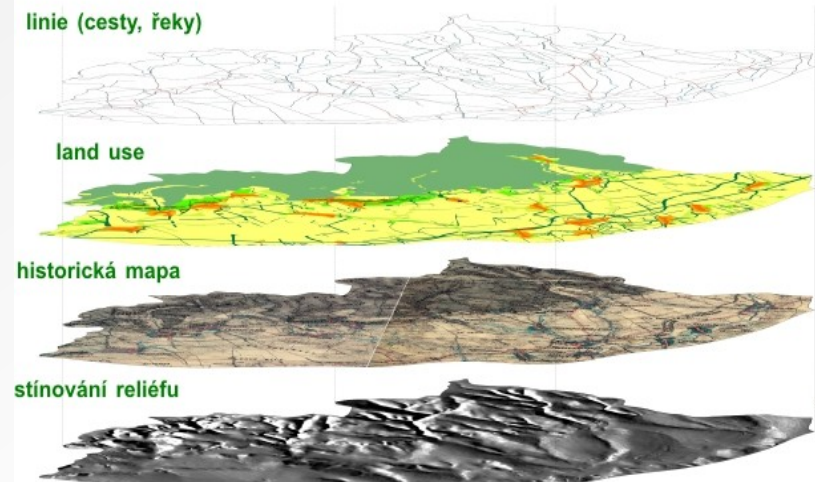 linie (cesty, řeky)
land use
historická mapa
stínování reliéfu